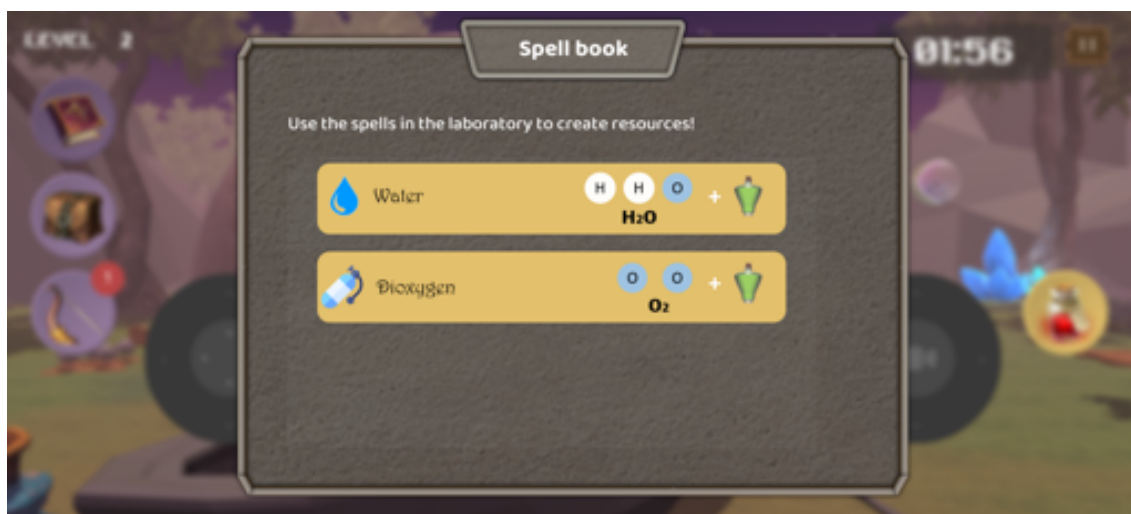 LEVEL 2
Spell book
01:56
Use the spells in the laboratory to create resources!
Water
H H O +
H2O
Dioxygen
O O +
O2